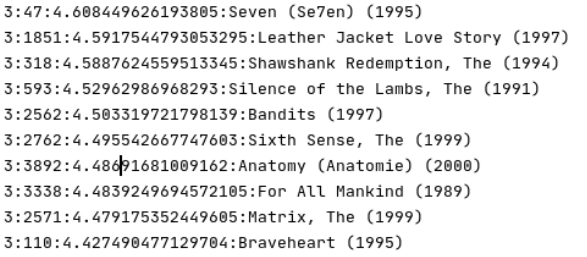 3:47:4.608449626193805:Seven (Se7en) (1995)
3:1851:4.5917544793053295:Leather Jacket Love Story (1997)
3:318:4.5887624559513345:Shawshank Redemption, The (1994)
3:593:4.52962986968293:Silence of the Lambs, The (1991)
3:2562:4.503319721798139:Bandits (1997)
3:2762:4.495542667747603:Sixth Sense, The (1999)
3:3892:4.48691681009162:Anatomy (Anatomie) (2000)
3:3338:4.4839249694572105:For All Mankind (1989)
3:2571:4.479175352449605:Matrix, The (1999)
3:110:4.427490477129704:Braveheart (1995)